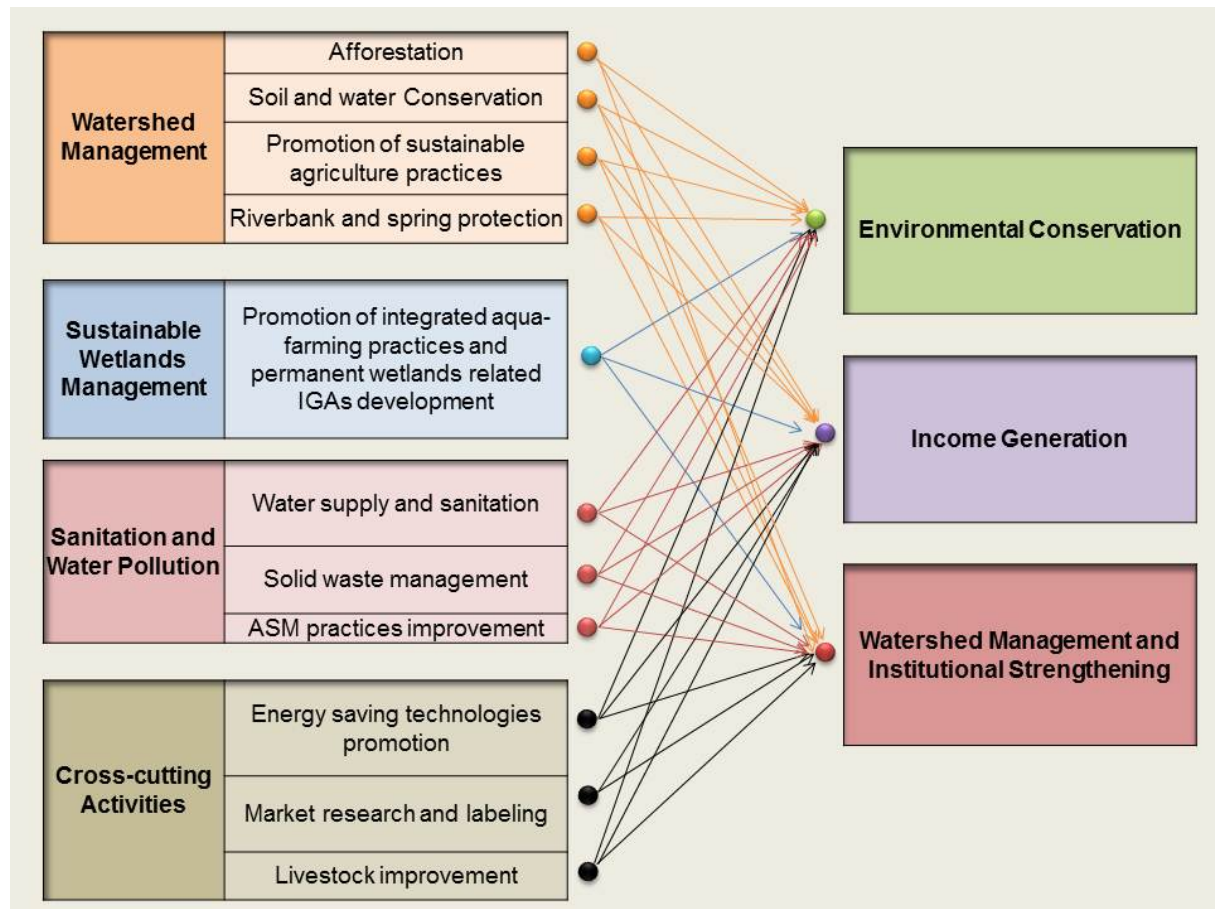 Watershed
Management
Afforestation
Soil and water Conservation
Promotion of sustainable
agriculture practices
Riverbank and spring protection
Sustainable
Wetlands
Management
Promotion of integrated aqua-
farming practices and
permanent wetlands related
IGAs development
Sanitation and
Water Pollution
Water supply and sanitation
Solid waste management
ASM practices improvement
Cross-cutting
Activities
Energy saving technologies
promotion
Market research and labeling
Livestock improvement
Environmental Conservation
Income Generation
Watershed Management and
Institutional Strengthening